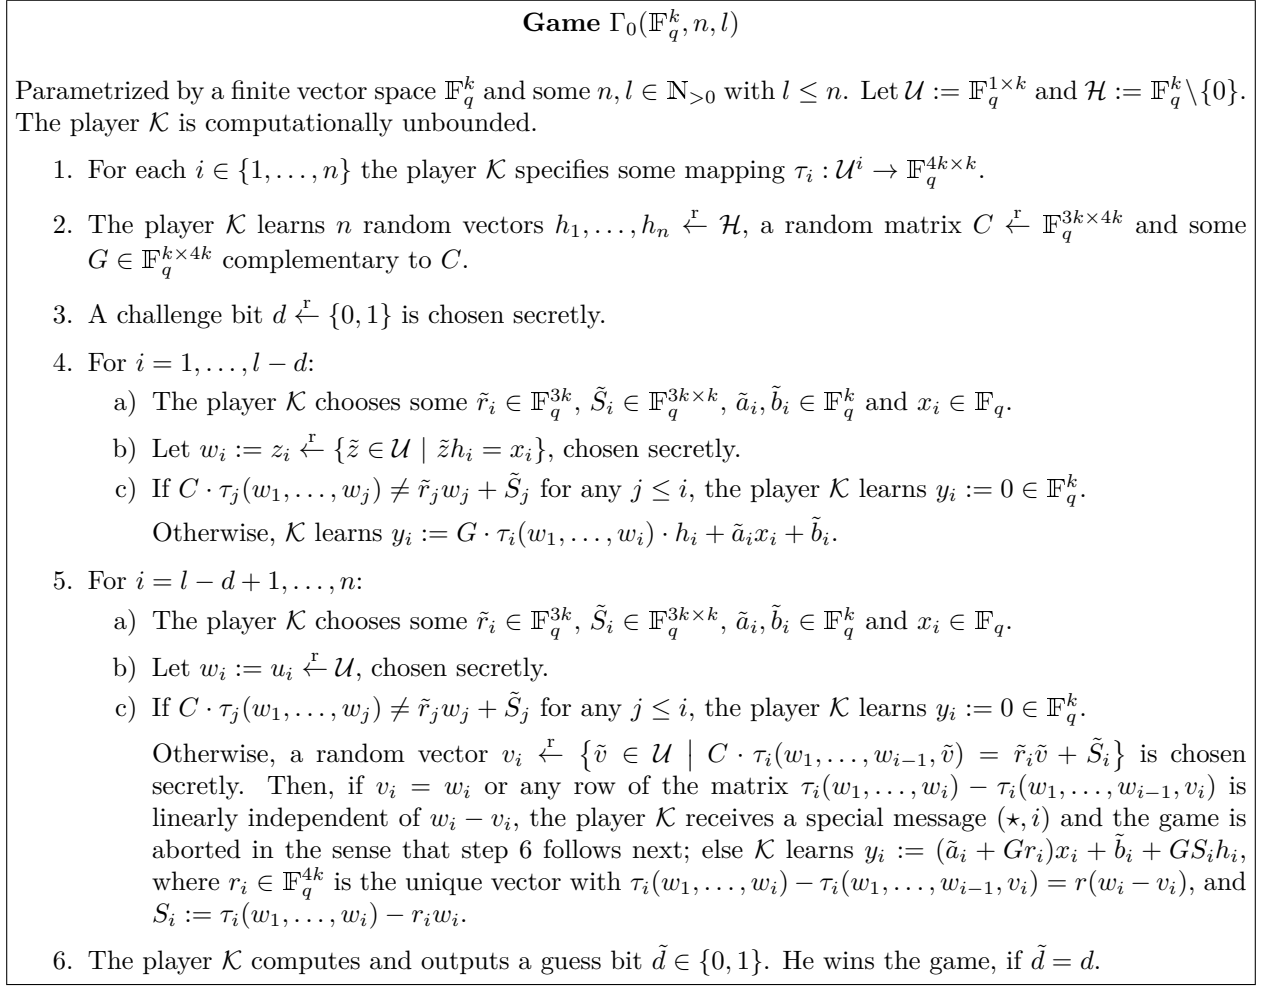 Game Γ₀(𝔽_q^k, n, l)
Parametrized by a finite vector space 𝔽_q^k and some n, l ∈ ℕ_{>0} with l ≤ n. Let 𝒰 := 𝔽_q^{1×k} and ℋ := 𝔽_q^k\{0}.
The player 𝒦 is computationally unbounded.
1. For each i ∈ {1, . . . , n} the player 𝒦 specifies some mapping τ_i : 𝒰^i → 𝔽_q^{4k×k}.
2. The player 𝒦 learns n random vectors h_1, . . . , h_n ←^r ℋ, a random matrix C ←^r 𝔽_q^{3k×4k} and some
G ∈ 𝔽_q^{k×4k} complementary to C.
3. A challenge bit d ←^r {0, 1} is chosen secretly.
4. For i = 1, . . . , l − d:
a) The player 𝒦 chooses some r̃_i ∈ 𝔽_q^{3k}, S̃_i ∈ 𝔽_q^{3k×k}, ã_i, b̃_i ∈ 𝔽_q^k and x_i ∈ 𝔽_q.
b) Let w_i := z_i ←^r {z̃ ∈ 𝒰 | z̃h_i = x_i}, chosen secretly.
c) If C · τ_j(w_1, . . . , w_j) ≠ r̃_jw_j + S̃_j for any j ≤ i, the player 𝒦 learns y_i := 0 ∈ 𝔽_q^k.
Otherwise, 𝒦 learns y_i := G · τ_i(w_1, . . . , w_i) · h_i + ã_ix_i + b̃_i.
5. For i = l − d + 1, . . . , n:
a) The player 𝒦 chooses some r̃_i ∈ 𝔽_q^{3k}, S̃_i ∈ 𝔽_q^{3k×k}, ã_i, b̃_i ∈ 𝔽_q^k and x_i ∈ 𝔽_q.
b) Let w_i := u_i ←^r 𝒰, chosen secretly.
c) If C · τ_j(w_1, . . . , w_j) ≠ r̃_jw_j + S̃_j for any j ≤ i, the player 𝒦 learns y_i := 0 ∈ 𝔽_q^k.
Otherwise, a random vector v_i ←^r {ṽ ∈ 𝒰 | C · τ_i(w_1, . . . , w_{i−1}, ṽ) = r̃_iṽ + S̃_i} is chosen
secretly. Then, if v_i = w_i or any row of the matrix τ_i(w_1, . . . , w_i) − τ_i(w_1, . . . , w_{i−1}, v_i) is
linearly independent of w_i − v_i, the player 𝒦 receives a special message (⋆, i) and the game is
aborted in the sense that step 6 follows next; else 𝒦 learns y_i := (ã_i + Gr_i)x_i + b̃_i + GS_ih_i,
where r_i ∈ 𝔽_q^{4k} is the unique vector with τ_i(w_1, . . . , w_i) − τ_i(w_1, . . . , w_{i−1}, v_i) = r(w_i − v_i), and
S_i := τ_i(w_1, . . . , w_i) − r_iw_i.
6. The player 𝒦 computes and outputs a guess bit d̃ ∈ {0, 1}. He wins the game, if d̃ = d.